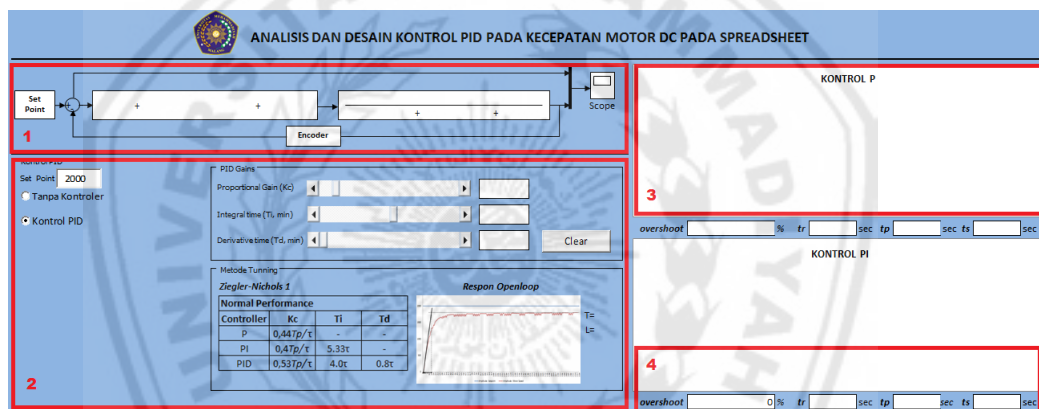 ANALISIS DAN DESAIN KONTROL PID PADA KECEPATAN MOTOR DC PADA SPREADSHEET
Set Point
+
-
+ +
+ +
Scope
Encoder
1
Kontrol PID
Set Point 2000
Tanpa Kontroler
Kontrol PID
PID Gains
Proportional Gain (Kc)
Integral time (Ti, min)
Derivative time (Td, min)
Clear
Metode Tunning
Ziegler-Nichols 1
Normal Performance
Controller Kc Ti Td
P 0,44Tp/τ - -
PI 0,4Tp/τ 5.33τ -
PID 0,53Tp/τ 4.0τ 0.8τ
Respon Openloop
T=
L=
2
KONTROL P
3
overshoot % tr sec tp sec ts sec
KONTROL PI
4
overshoot 0 % tr sec tp sec ts sec